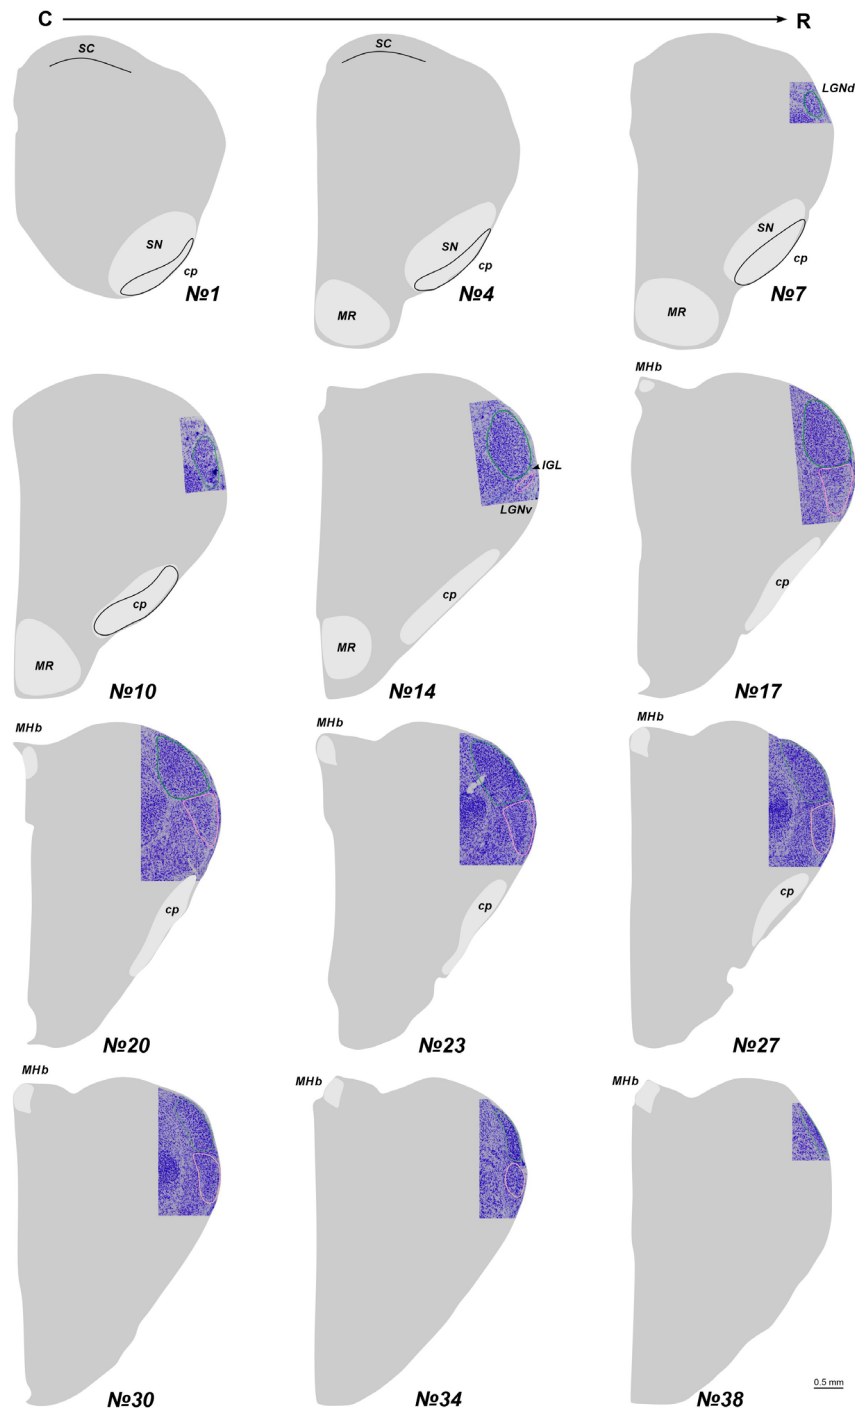 C R
SC
SN
cp
№1
SC
SN
cp
MR
№4
LGNd
SN
cp
MR
№7
cp
MR
№10
IGL
LGNv
cp
MR
№14
MHb
cp
№17
MHb
cp
№20
MHb
cp
№23
MHb
cp
№27
MHb
№30
MHb
№34
MHb
№38
0.5 mm